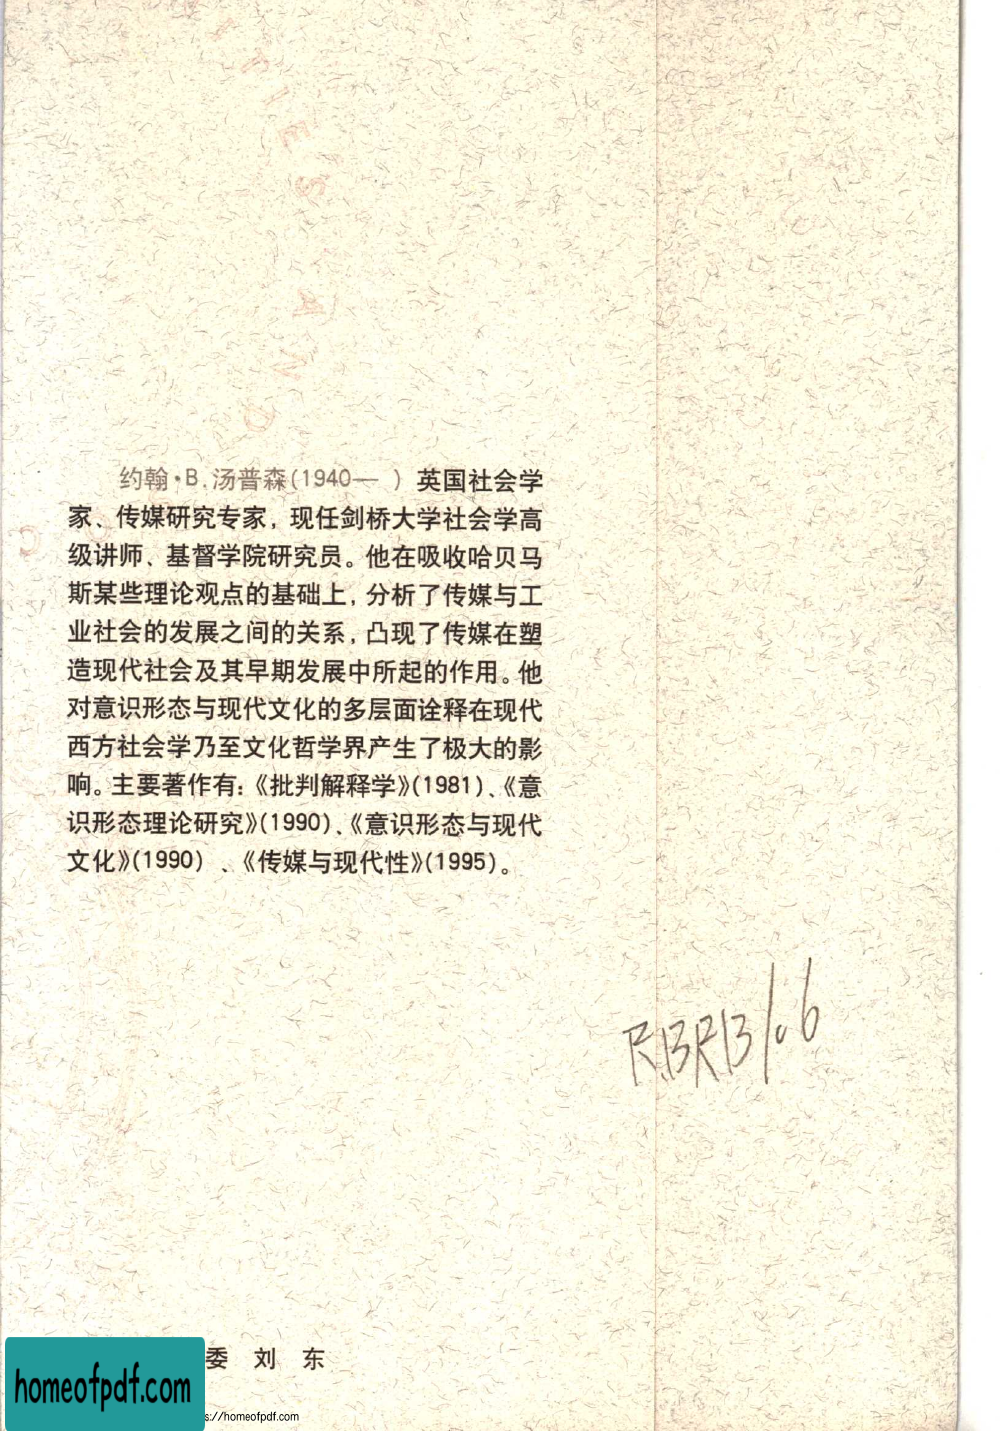 约翰·B.汤普森(1940— ) 英国社会学
家、传媒研究专家，现任剑桥大学社会学高
级讲师、基督学院研究员。他在吸收哈贝马
斯某些理论观点的基础上，分析了传媒与工
业社会的发展之间的关系，凸现了传媒在塑
造现代社会及其早期发展中所起的作用。他
对意识形态与现代文化的多层面诠释在现代
西方社会学乃至文化哲学界产生了极大的影
响。主要著作有：《批判解释学》(1981)、《意
识形态理论研究》(1990)、《意识形态与现代
文化》(1990) 、《传媒与现代性》(1995)。
委 刘 东
homeofpdf.com
s://homeofpdf.com